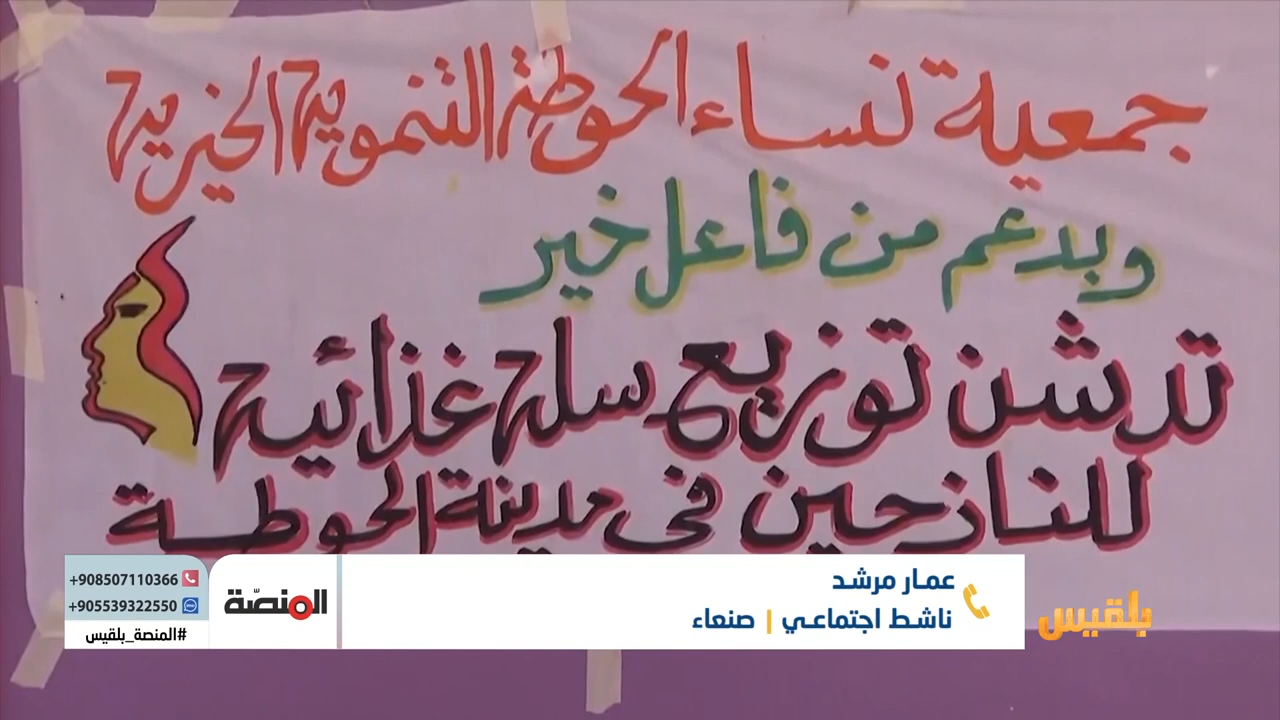 جمعية نساء الحوطة التنموية الخيرية
وبدعم من فاعل خير
تدشن توزيع سلة غذائية
للنازحين في مدينة الحوطة
عمار مرشد
ناشط اجتماعي | صنعاء
بلقيس
المنصّة
+908507110366
+905539322550
#المنصة_بلقيس